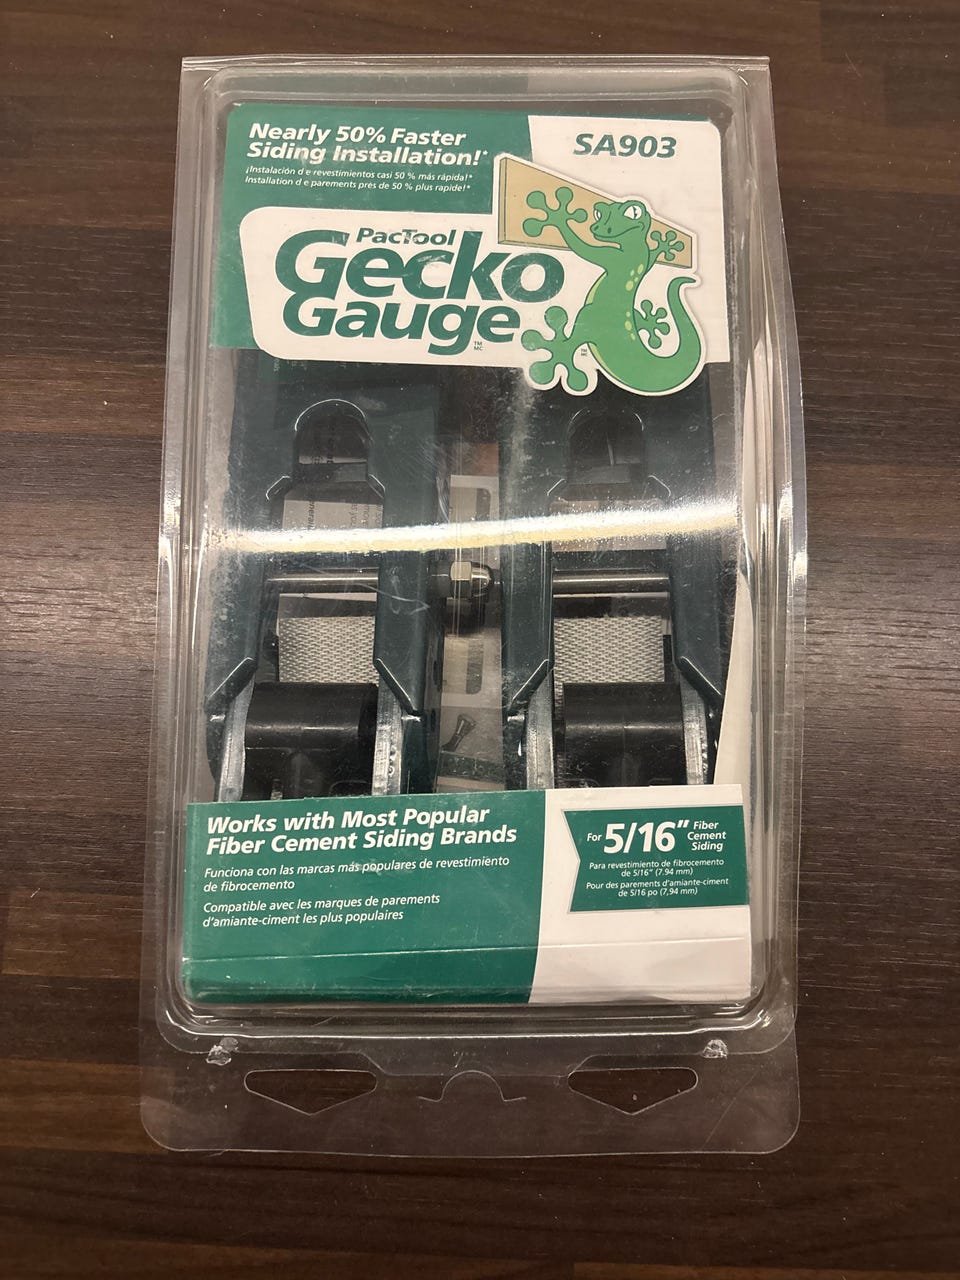 Nearly 50% Faster
Siding Installation!*
¡Instalación d e revestimientos casi 50 % más rápida!*
Installation d e parements près de 50 % plus rapide!*
SA903
PacTool
Gecko
Gauge
TM
MC
TM
MC
Works with Most Popular
Fiber Cement Siding Brands
Funciona con las marcas más populares de revestimiento
de fibrocemento
Compatible avec les marques de parements
d'amiante-ciment les plus populaires
For 5/16" Fiber
Cement
Siding
Para revestimiento de fibrocemento
de 5/16" (7.94 mm)
Pour des parements d'amiante-ciment
de 5/16 po (7,94 mm)